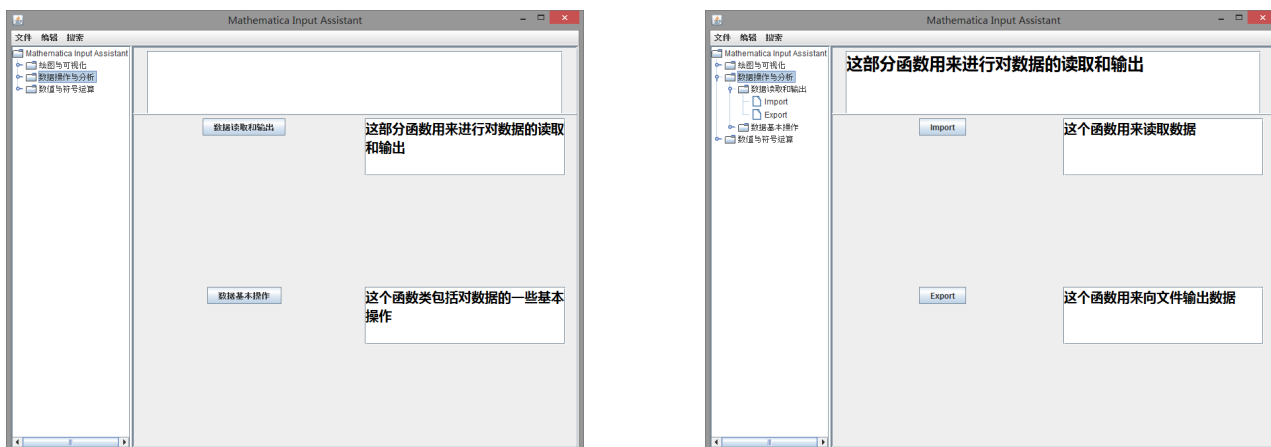 Mathematica Input Assistant
文件 编辑 搜索
Mathematica Input Assistant
绘图与可视化
数据操作与分析
数值与符号运算
数据读取和输出
这部分函数用来进行对数据的读取
和输出
数据基本操作
这个函数类包括对数据的一些基本
操作
Mathematica Input Assistant
文件 编辑 搜索
Mathematica Input Assistant
绘图与可视化
数据操作与分析
数据读取和输出
Import
Export
数据基本操作
数值与符号运算
这部分函数用来进行对数据的读取和输出
Import
这个函数用来读取数据
Export
这个函数用来向文件输出数据